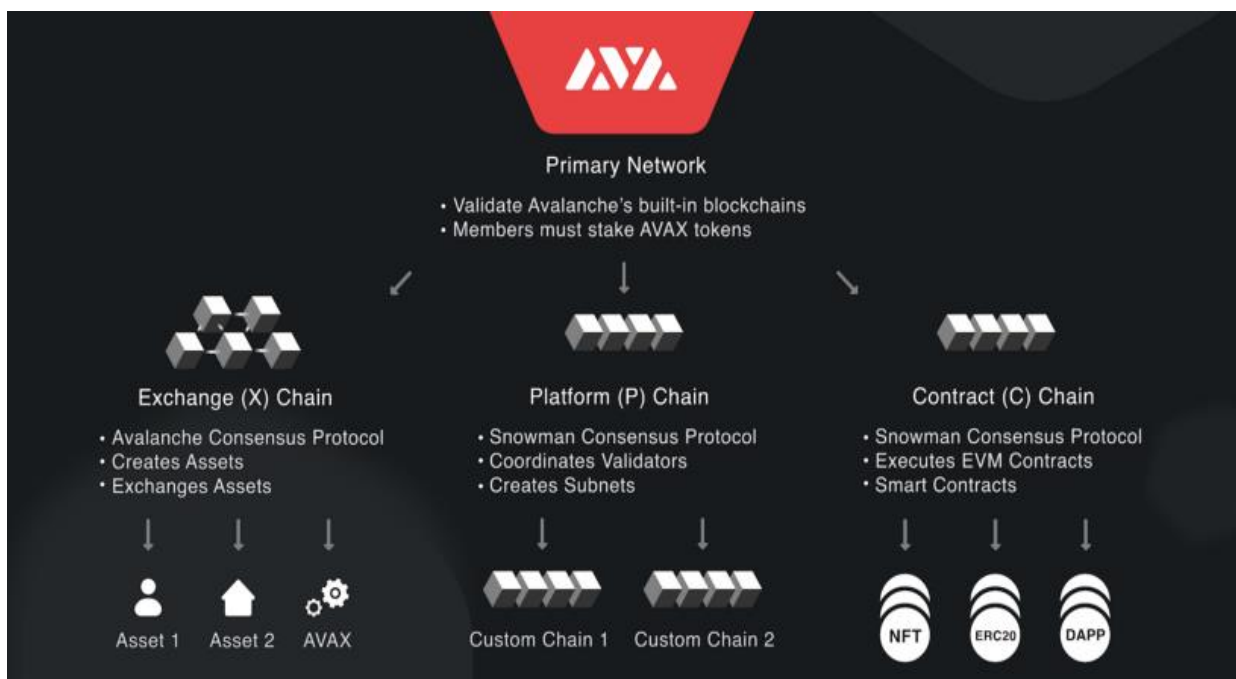 AVA
Primary Network
• Validate Avalanche's built-in blockchains
• Members must stake AVAX tokens
Exchange (X) Chain
• Avalanche Consensus Protocol
• Creates Assets
• Exchanges Assets
Asset 1
Asset 2
AVAX
Platform (P) Chain
• Snowman Consensus Protocol
• Coordinates Validators
• Creates Subnets
Custom Chain 1
Custom Chain 2
Contract (C) Chain
• Snowman Consensus Protocol
• Executes EVM Contracts
• Smart Contracts
NFT
ERC20
DAPP